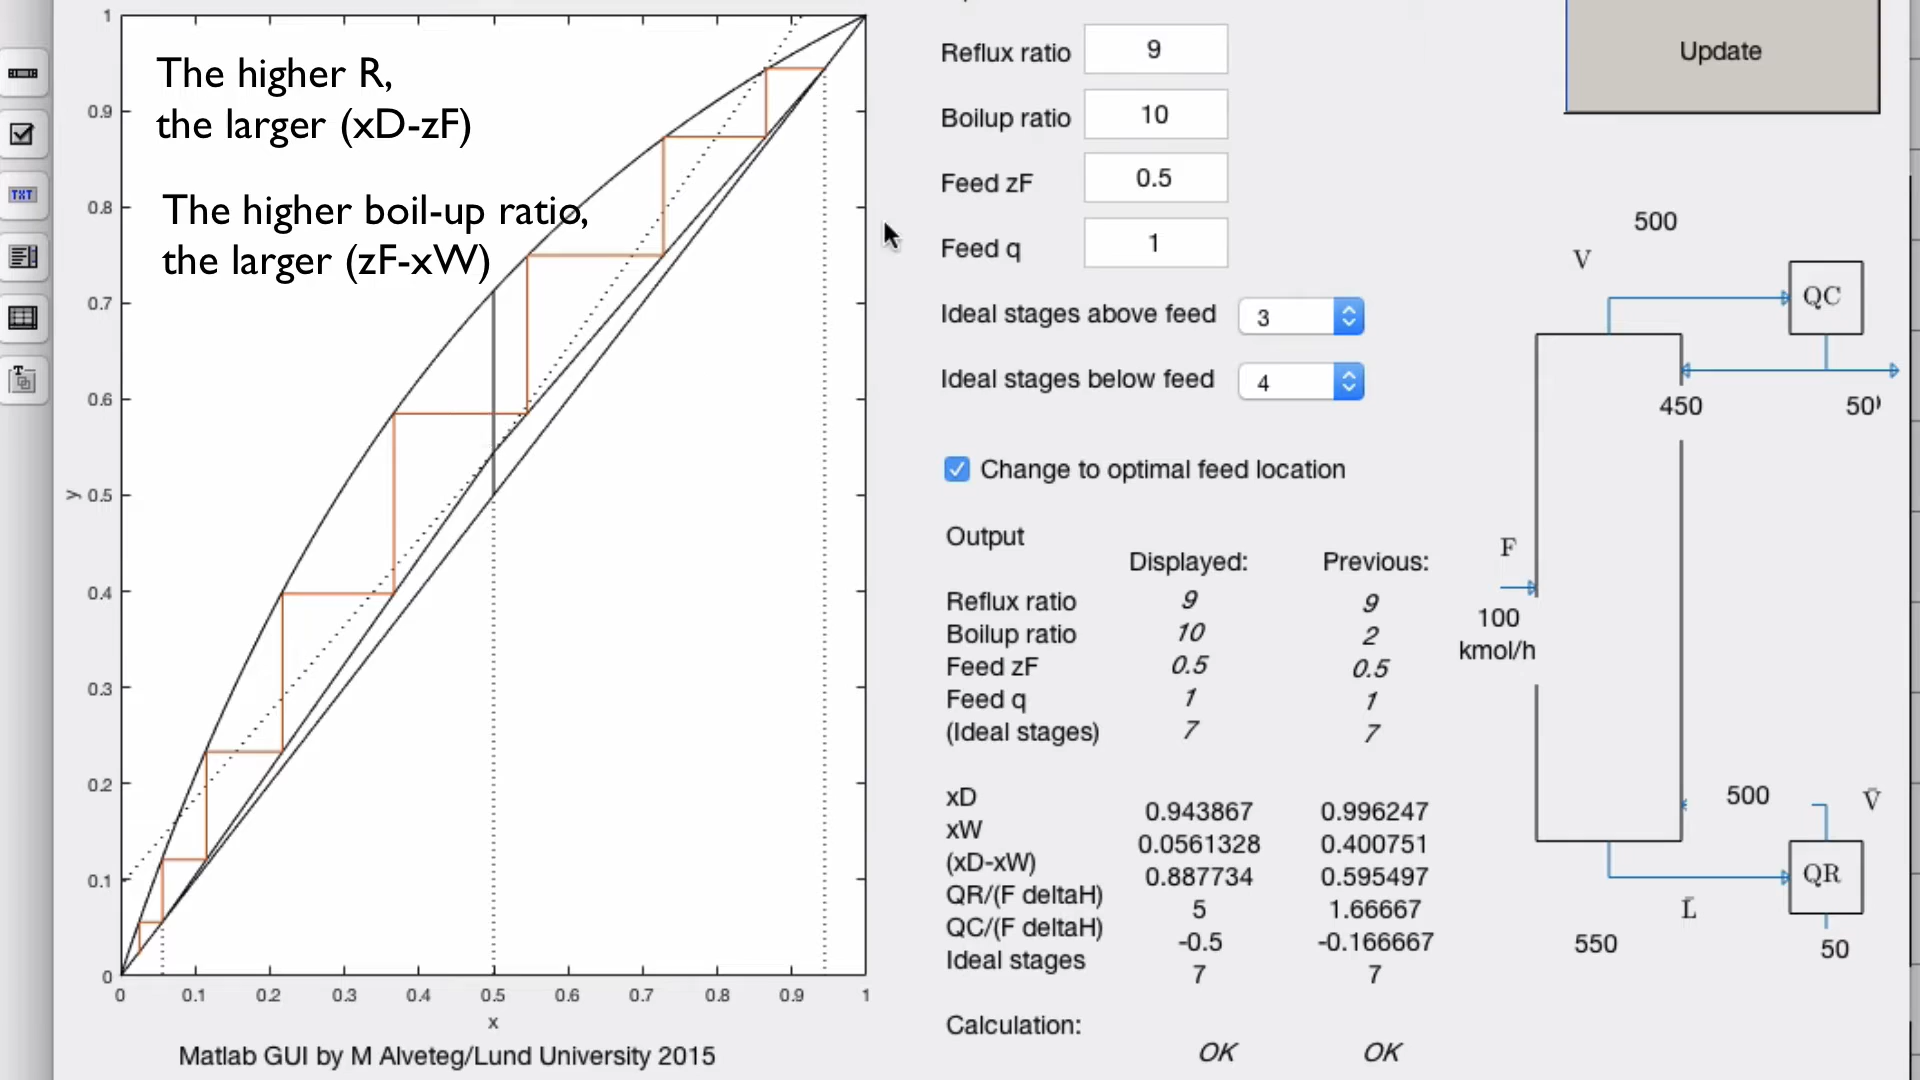 The higher R,
the larger (xD-zF)
The higher boil-up ratio,
the larger (zF-xW)
1
0.9
0.8
0.7
0.6
y 0.5
0.4
0.3
0.2
0.1
0
0 0.1 0.2 0.3 0.4 0.5 0.6 0.7 0.8 0.9 1
x
Matlab GUI by M Alveteg/Lund University 2015
TXT
T
Reflux ratio 9
Boilup ratio 10
Feed zF 0.5
Feed q 1
Ideal stages above feed 3
Ideal stages below feed 4
Change to optimal feed location
Output
Displayed: Previous:
Reflux ratio 9 9
Boilup ratio 10 2
Feed zF 0.5 0.5
Feed q 1 1
(Ideal stages) 7 7
xD 0.943867 0.996247
xW 0.0561328 0.400751
(xD-xW) 0.887734 0.595497
QR/(F deltaH) 5 1.66667
QC/(F deltaH) -0.5 -0.166667
Ideal stages 7 7
Calculation:
OK OK
Update
500
V
QC
450 50
F
100
kmol/h
500 V̄
QR
L̄
550 50